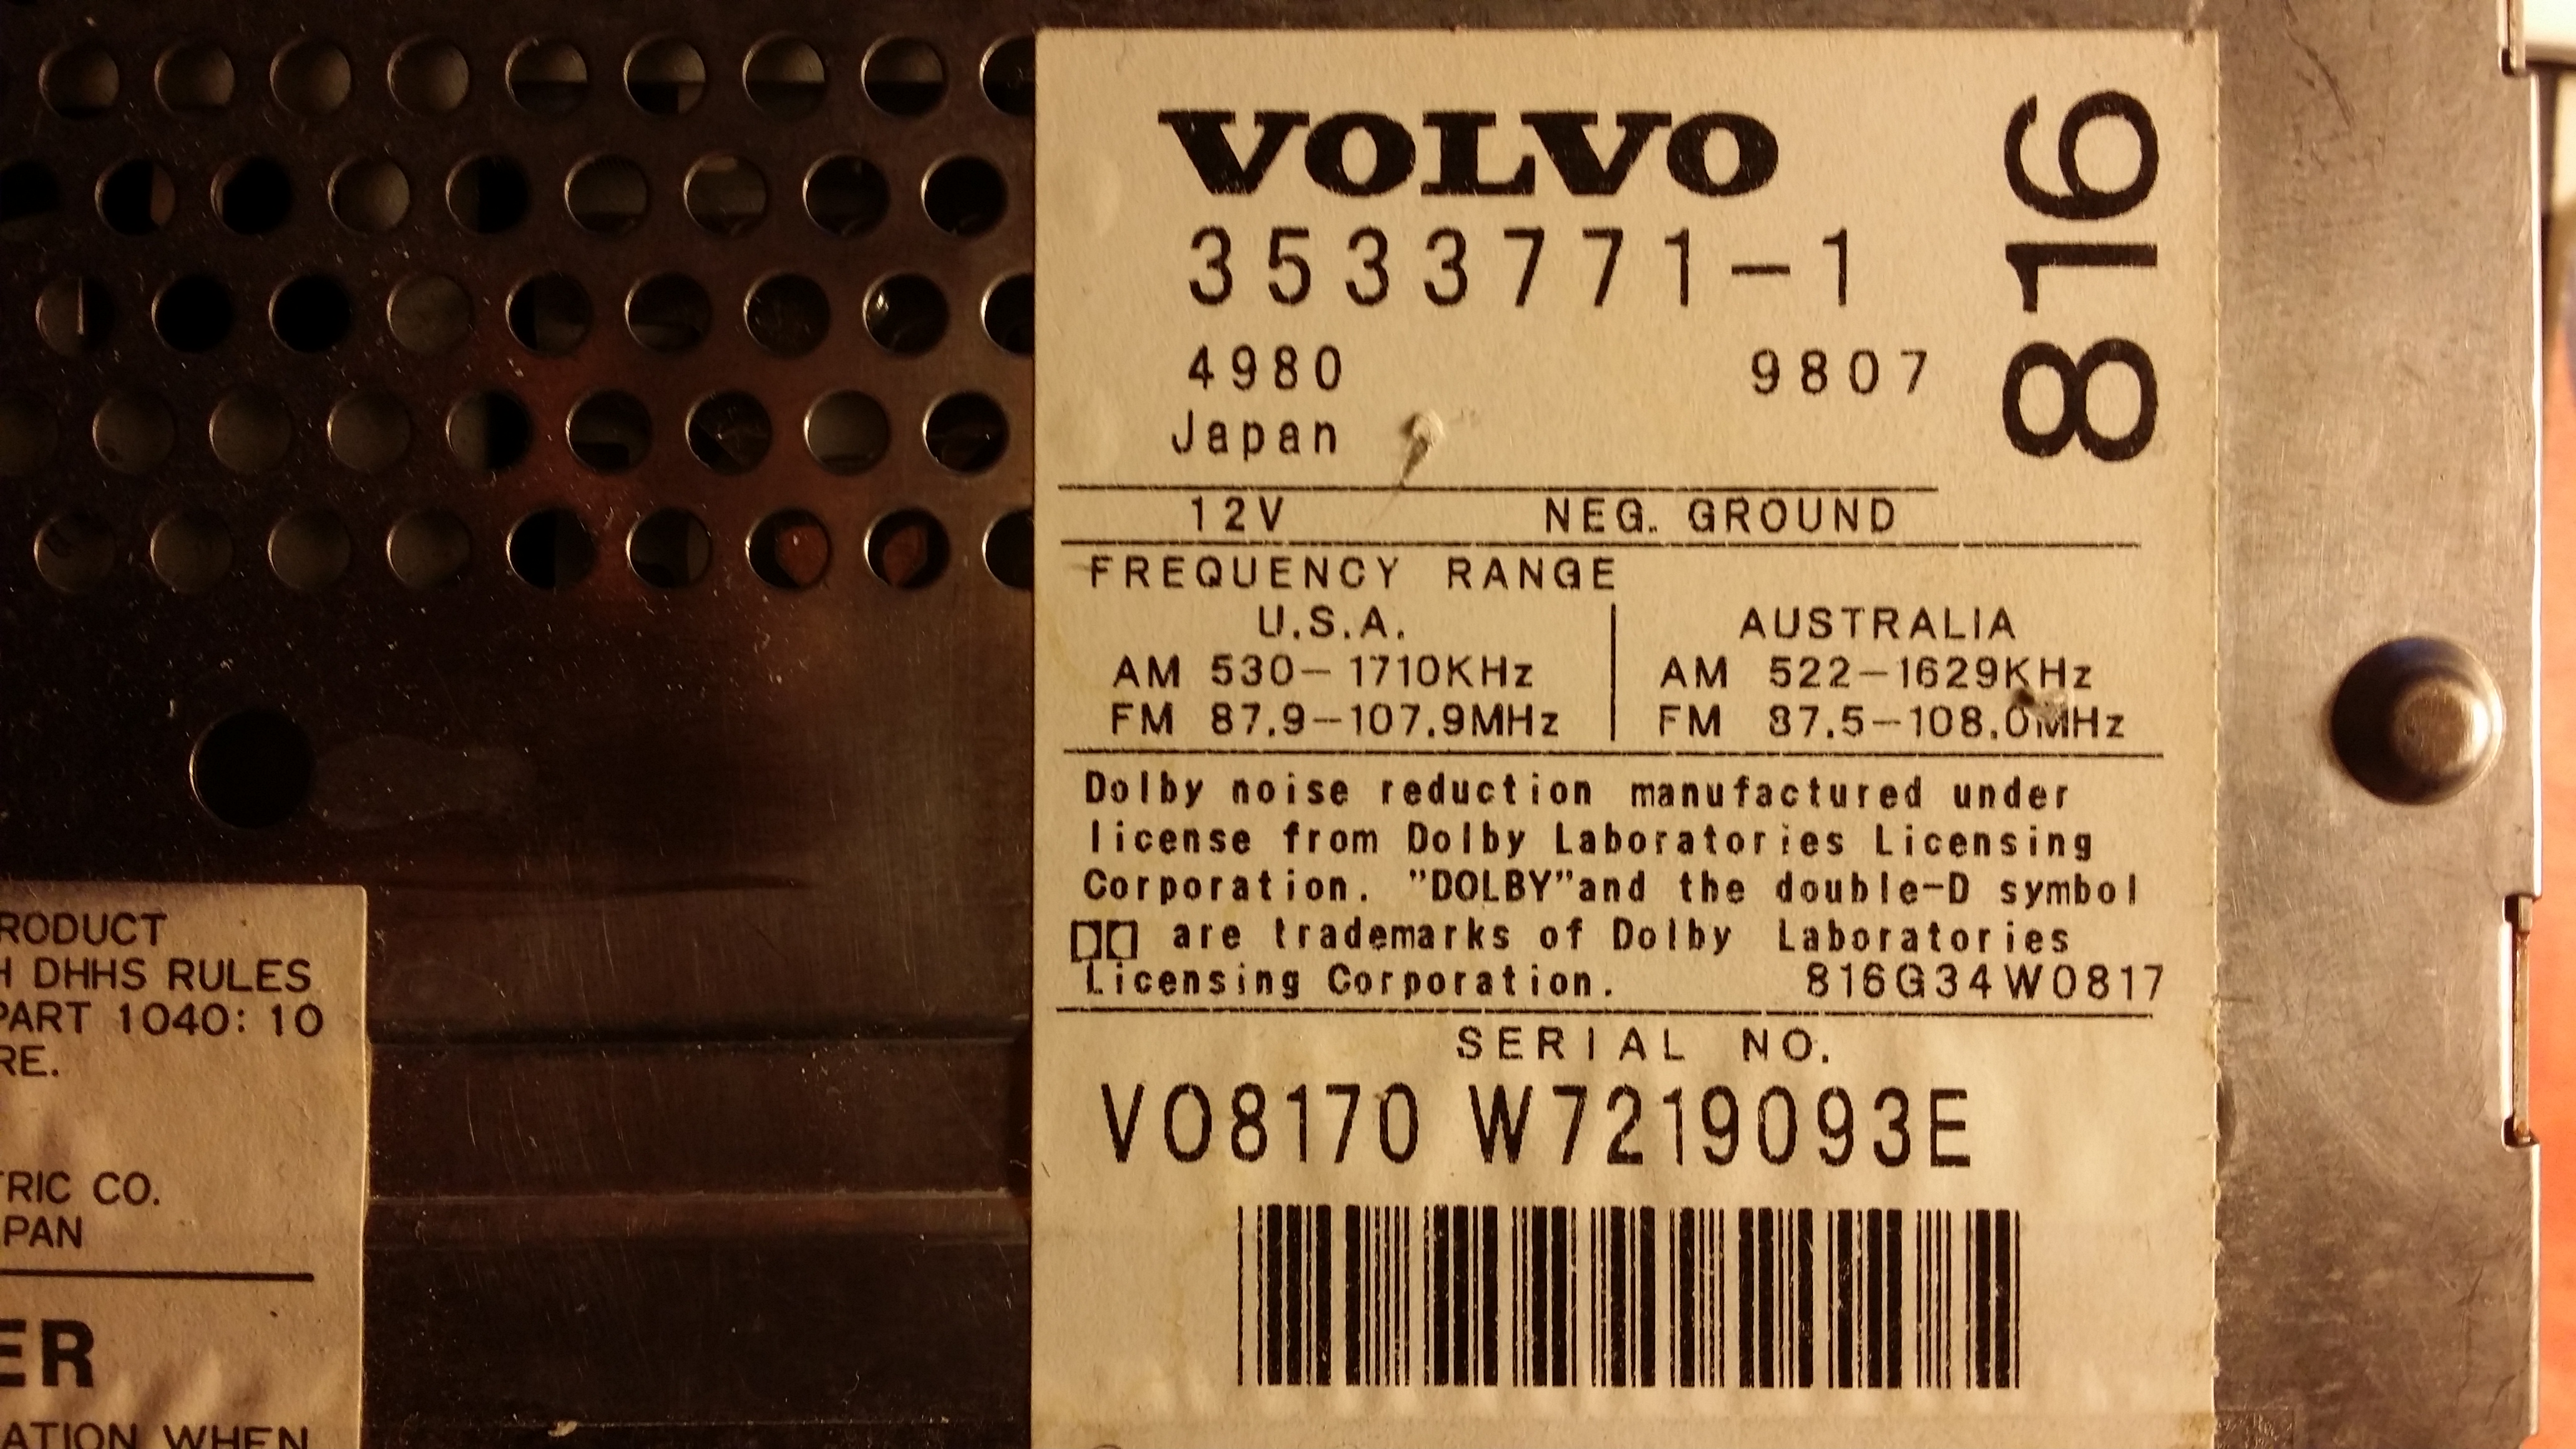 VOLVO
816
3533771-1
4980 9807
Japan
12V NEG. GROUND
FREQUENCY RANGE
U.S.A. AUSTRALIA
AM 530-1710KHz AM 522-1629KHz
FM 87.9-107.9MHz FM 87.5-108.0MHz
Dolby noise reduction manufactured under
license from Dolby Laboratories Licensing
Corporation. "DOLBY"and the double-D symbol
are trademarks of Dolby Laboratories
Licensing Corporation. 816G34W0817
SERIAL NO.
VO8170 W7219093E
RODUCT
H DHHS RULES
PART 1040:10
RE.
TRIC CO.
PAN
ER
ATION WHEN